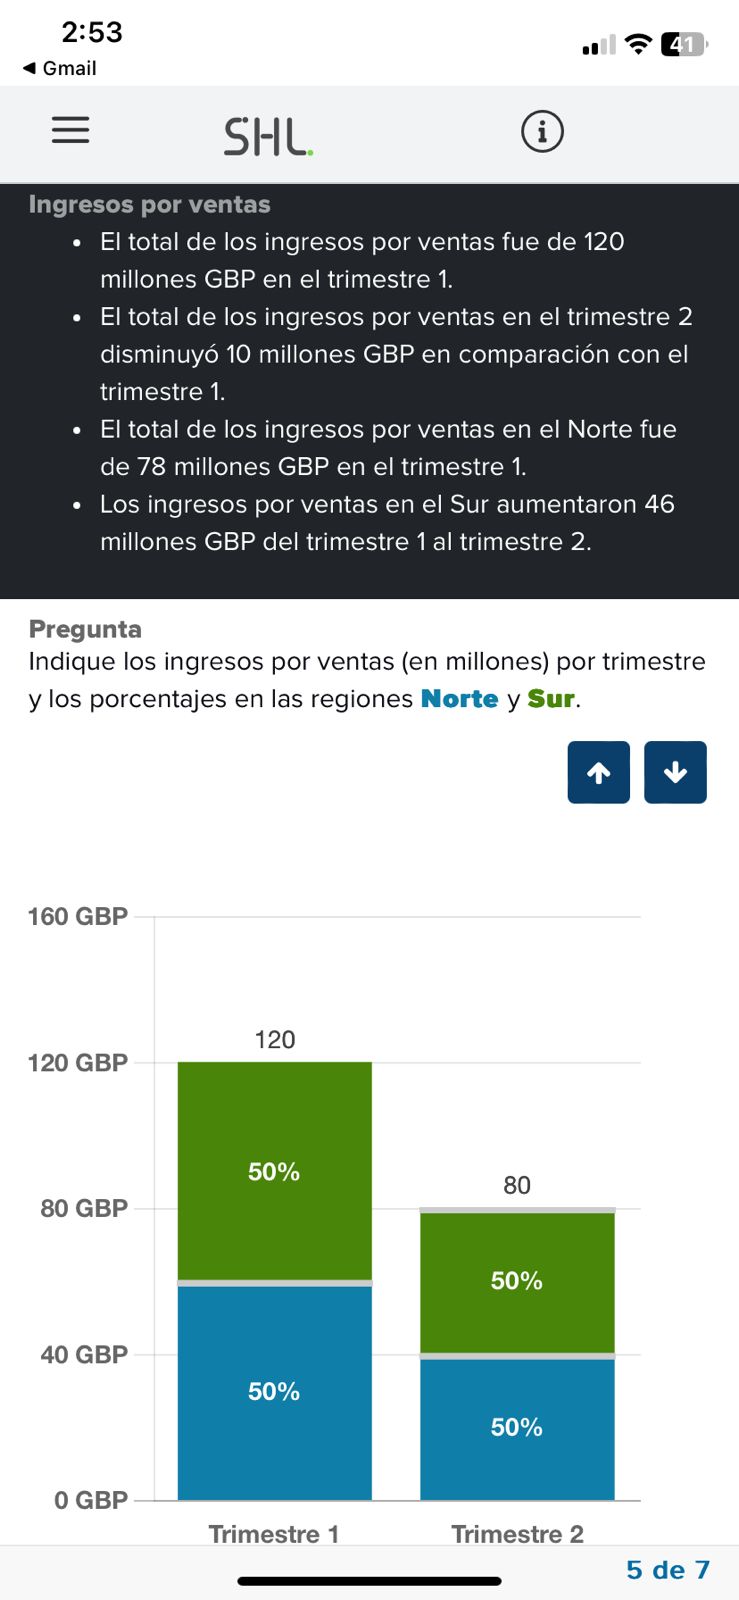 2:53
41
◀ Gmail
SHL.
Ingresos por ventas
• El total de los ingresos por ventas fue de 120
millones GBP en el trimestre 1.
• El total de los ingresos por ventas en el trimestre 2
disminuyó 10 millones GBP en comparación con el
trimestre 1.
• El total de los ingresos por ventas en el Norte fue
de 78 millones GBP en el trimestre 1.
• Los ingresos por ventas en el Sur aumentaron 46
millones GBP del trimestre 1 al trimestre 2.
Pregunta
Indique los ingresos por ventas (en millones) por trimestre
y los porcentajes en las regiones Norte y Sur.
160 GBP
120
120 GBP
50%
80
80 GBP
50%
40 GBP
50%
50%
0 GBP
Trimestre 1 Trimestre 2
5 de 7